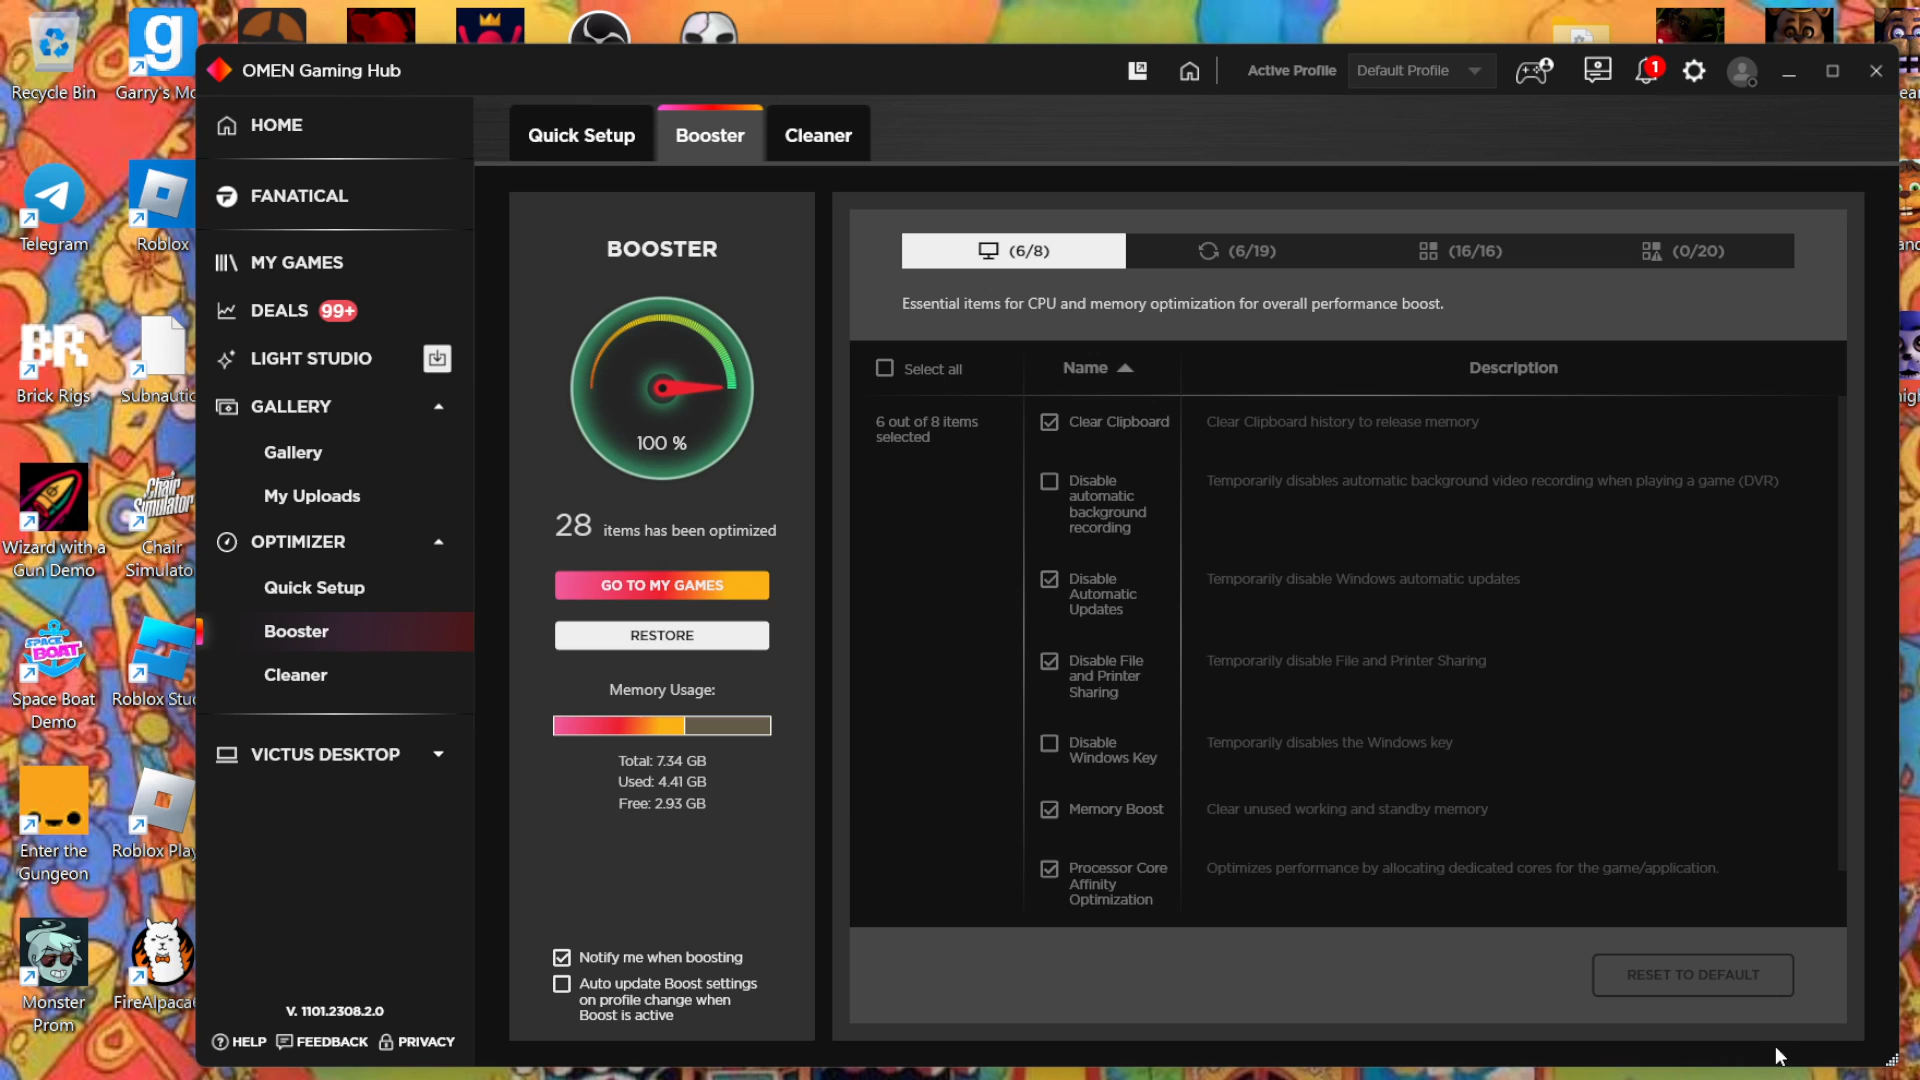 OMEN Gaming Hub
Active Profile
Default Profile
1
Recycle Bin
Telegram
Roblox
Brick Rigs
Wizard with a
Gun Demo
Chair
Space Boat
Demo
Enter the
Gungeon
Monster
Prom
BR
Chair
Simulator
SPACE
BOAT
HOME
FANATICAL
MY GAMES
DEALS 99+
LIGHT STUDIO
GALLERY
Gallery
My Uploads
OPTIMIZER
Quick Setup
Booster
Cleaner
VICTUS DESKTOP
V. 1101.2308.2.0
HELP FEEDBACK PRIVACY
Quick Setup
Booster
Cleaner
BOOSTER
100 %
28 items has been optimized
GO TO MY GAMES
RESTORE
Memory Usage:
Total: 7.34 GB
Used: 4.41 GB
Free: 2.93 GB
Notify me when boosting
Auto update Boost settings
on profile change when
Boost is active
(6/8)
(6/19)
(16/16)
(0/20)
Essential items for CPU and memory optimization for overall performance boost.
Select all
Name
Description
6 out of 8 items
selected
Clear Clipboard
Clear Clipboard history to release memory
Disable
automatic
background
recording
Temporarily disables automatic background video recording when playing a game (DVR)
Disable
Automatic
Updates
Temporarily disable Windows automatic updates
Disable File
and Printer
Sharing
Temporarily disable File and Printer Sharing
Disable
Windows Key
Temporarily disables the Windows key
Memory Boost
Clear unused working and standby memory
Processor Core
Affinity
Optimization
Optimizes performance by allocating dedicated cores for the game/application.
RESET TO DEFAULT